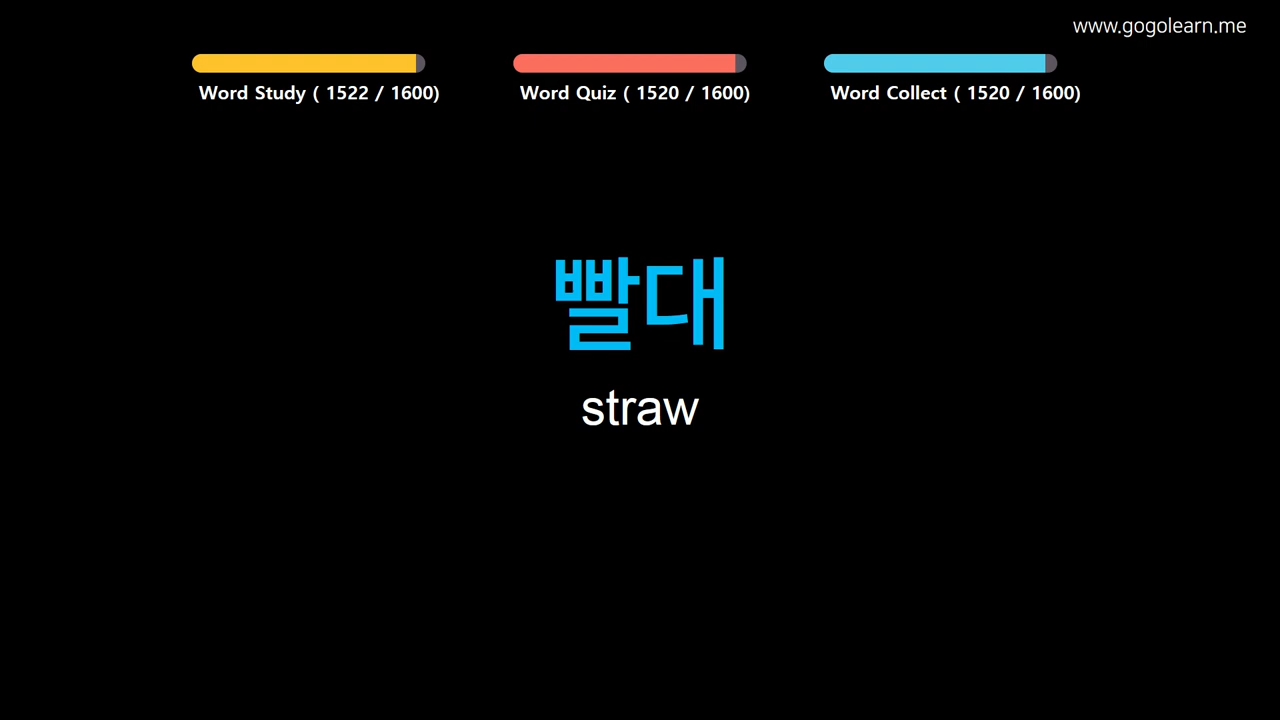 www.gogolearn.me
Word Study ( 1522 / 1600)
Word Quiz ( 1520 / 1600)
Word Collect ( 1520 / 1600)
빨대
straw